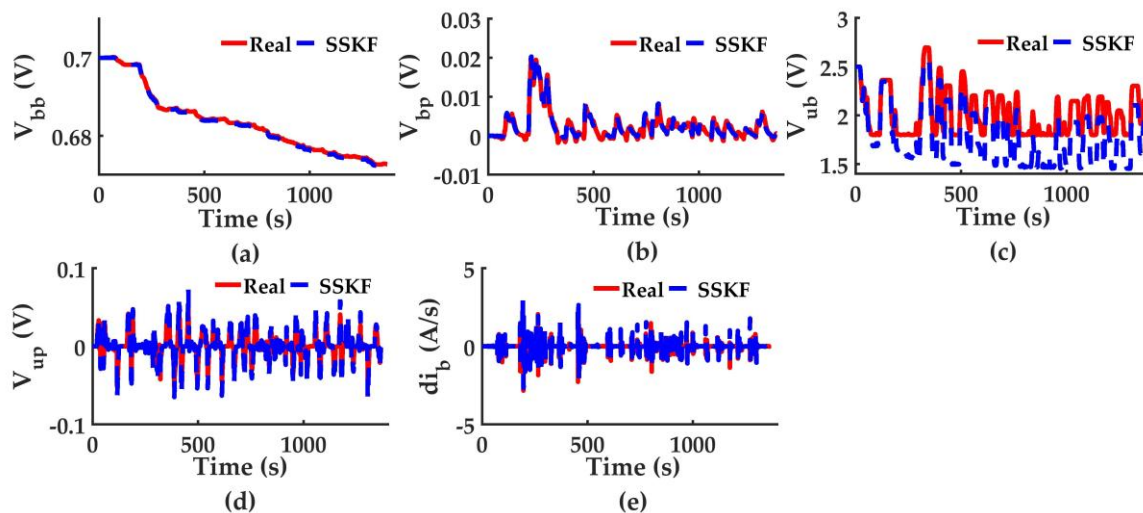 Real SSKF
0.7
0.68
V_bb (V)
0 500 1000
Time (s)
(a)
Real SSKF
0.03
0.02
0.01
0
-0.01
V_bp (V)
0 500 1000
Time (s)
(b)
Real SSKF
3
2.5
2
1.5
V_ub (V)
0 500 1000
Time (s)
(c)
Real SSKF
0.1
0
-0.1
V_up (V)
0 500 1000
Time (s)
(d)
Real SSKF
5
0
-5
di_b (A/s)
0 500 1000
Time (s)
(e)